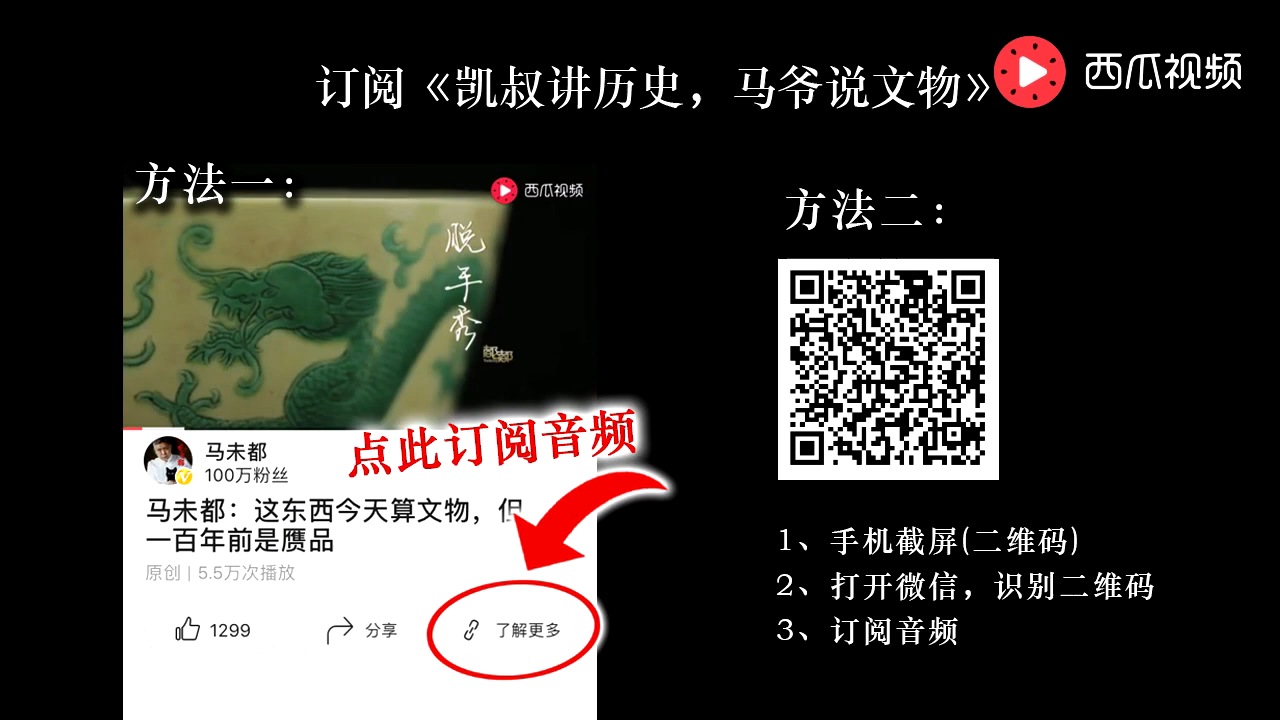 订阅《凯叔讲历史，马爷说文物》
西瓜视频
方法一：
西瓜视频
脱平秀
点此订阅音频
马未都
100万粉丝
马未都：这东西今天算文物，但
一百年前是赝品
原创 | 5.5万次播放
1299
分享
了解更多
方法二：
1、手机截屏(二维码)
2、打开微信，识别二维码
3、订阅音频